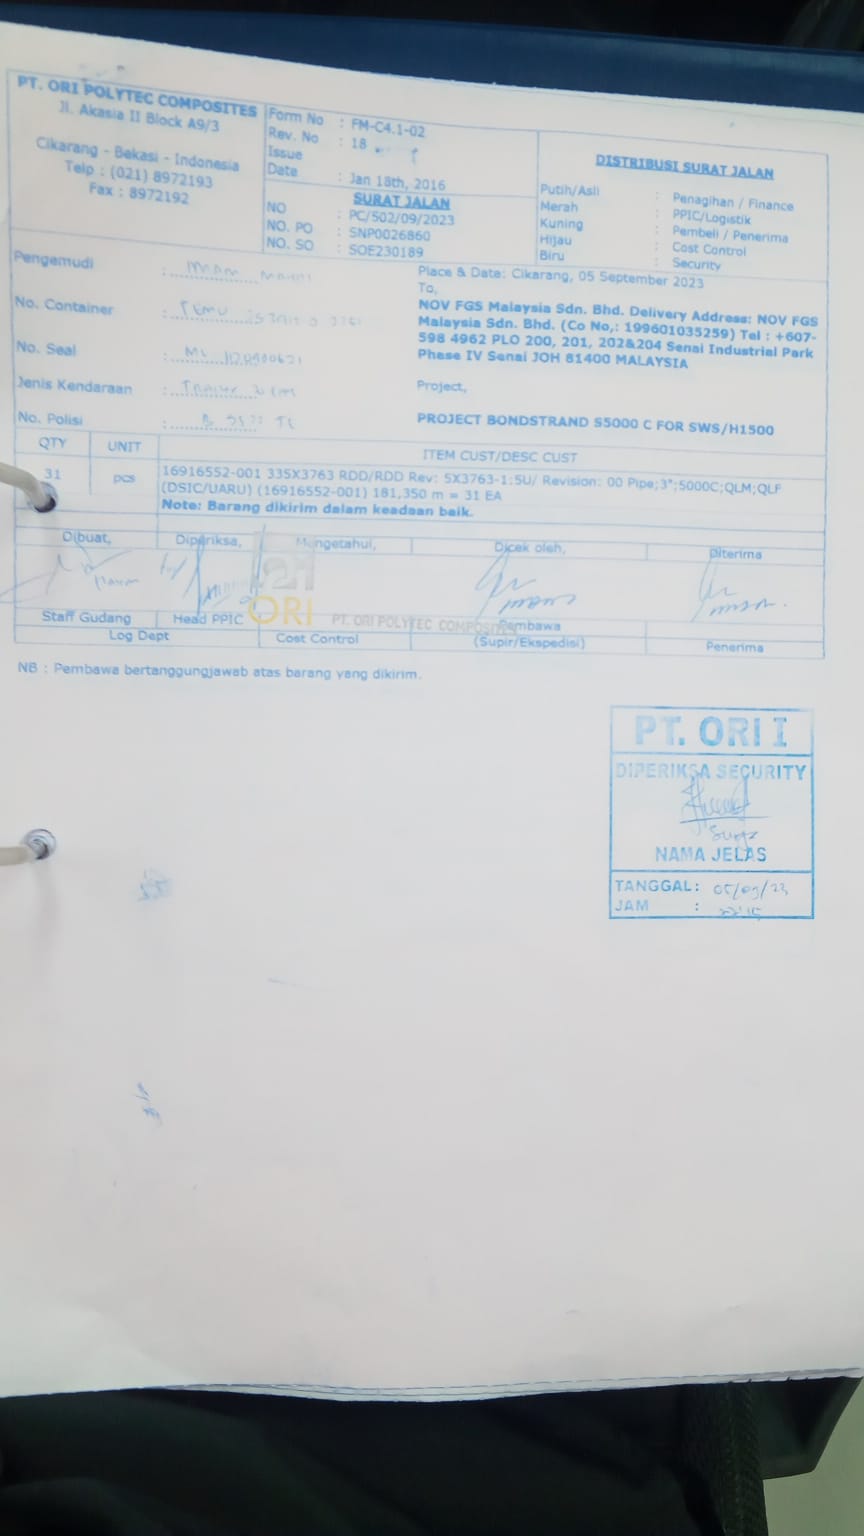 PT. ORI POLYTEC COMPOSITES
Jl. Akasia II Block A9/3
Cikarang - Bekasi - Indonesia
Telp : (021) 8972193
Fax : 8972192
Form No : FM-C4.1-02
Rev. No : 18
Issue
Date : Jan 18th, 2016
SURAT JALAN
NO : PC/502/09/2023
NO. PO : SNP0026860
NO. SO : SOE230189
DISTRIBUSI SURAT JALAN
Putih/Asli : Penagihan / Finance
Merah : PPIC/Logistik
Kuning : Pembeli / Penerima
Hijau : Cost Control
Biru : Security
Pengemudi :
No. Container :
No. Seal :
Jenis Kendaraan :
No. Polisi :
Place & Date: Cikarang, 05 September 2023
To,
NOV FGS Malaysia Sdn. Bhd. Delivery Address: NOV FGS
Malaysia Sdn. Bhd. (Co No,: 199601035259) Tel : +607-
598 4962 PLO 200, 201, 202&204 Senai Industrial Park
Phase IV Senai JOH 81400 MALAYSIA
Project,
PROJECT BONDSTRAND S5000 C FOR SWS/H1500
QTY UNIT ITEM CUST/DESC CUST
31 pcs 16916552-001 335X3763 RDD/RDD Rev: 5X3763-1:5U/ Revision: 00 Pipe;3";5000C;QLM;QLF
(DSIC/UARU) (16916552-001) 181,350 m = 31 EA
Note: Barang dikirim dalam keadaan baik.
Dibuat, Diperiksa, Mengetahui, Dicek oleh, Diterima
ORI PT. ORI POLYTEC COMPOSITES
Staff Gudang Head PPIC Pembawa
Log Dept Cost Control (Supir/Ekspedisi) Penerima
NB : Pembawa bertanggungjawab atas barang yang dikirim.
PT. ORI I
DIPERIKSA SECURITY
NAMA JELAS
TANGGAL: 05/09/23
JAM :